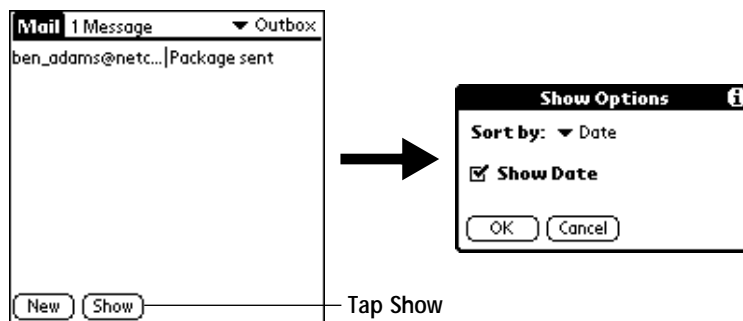 Mail 1 Message Outbox
ben_adams@netc... Package sent
New Show
Tap Show
Show Options i
Sort by: Date
Show Date
OK Cancel